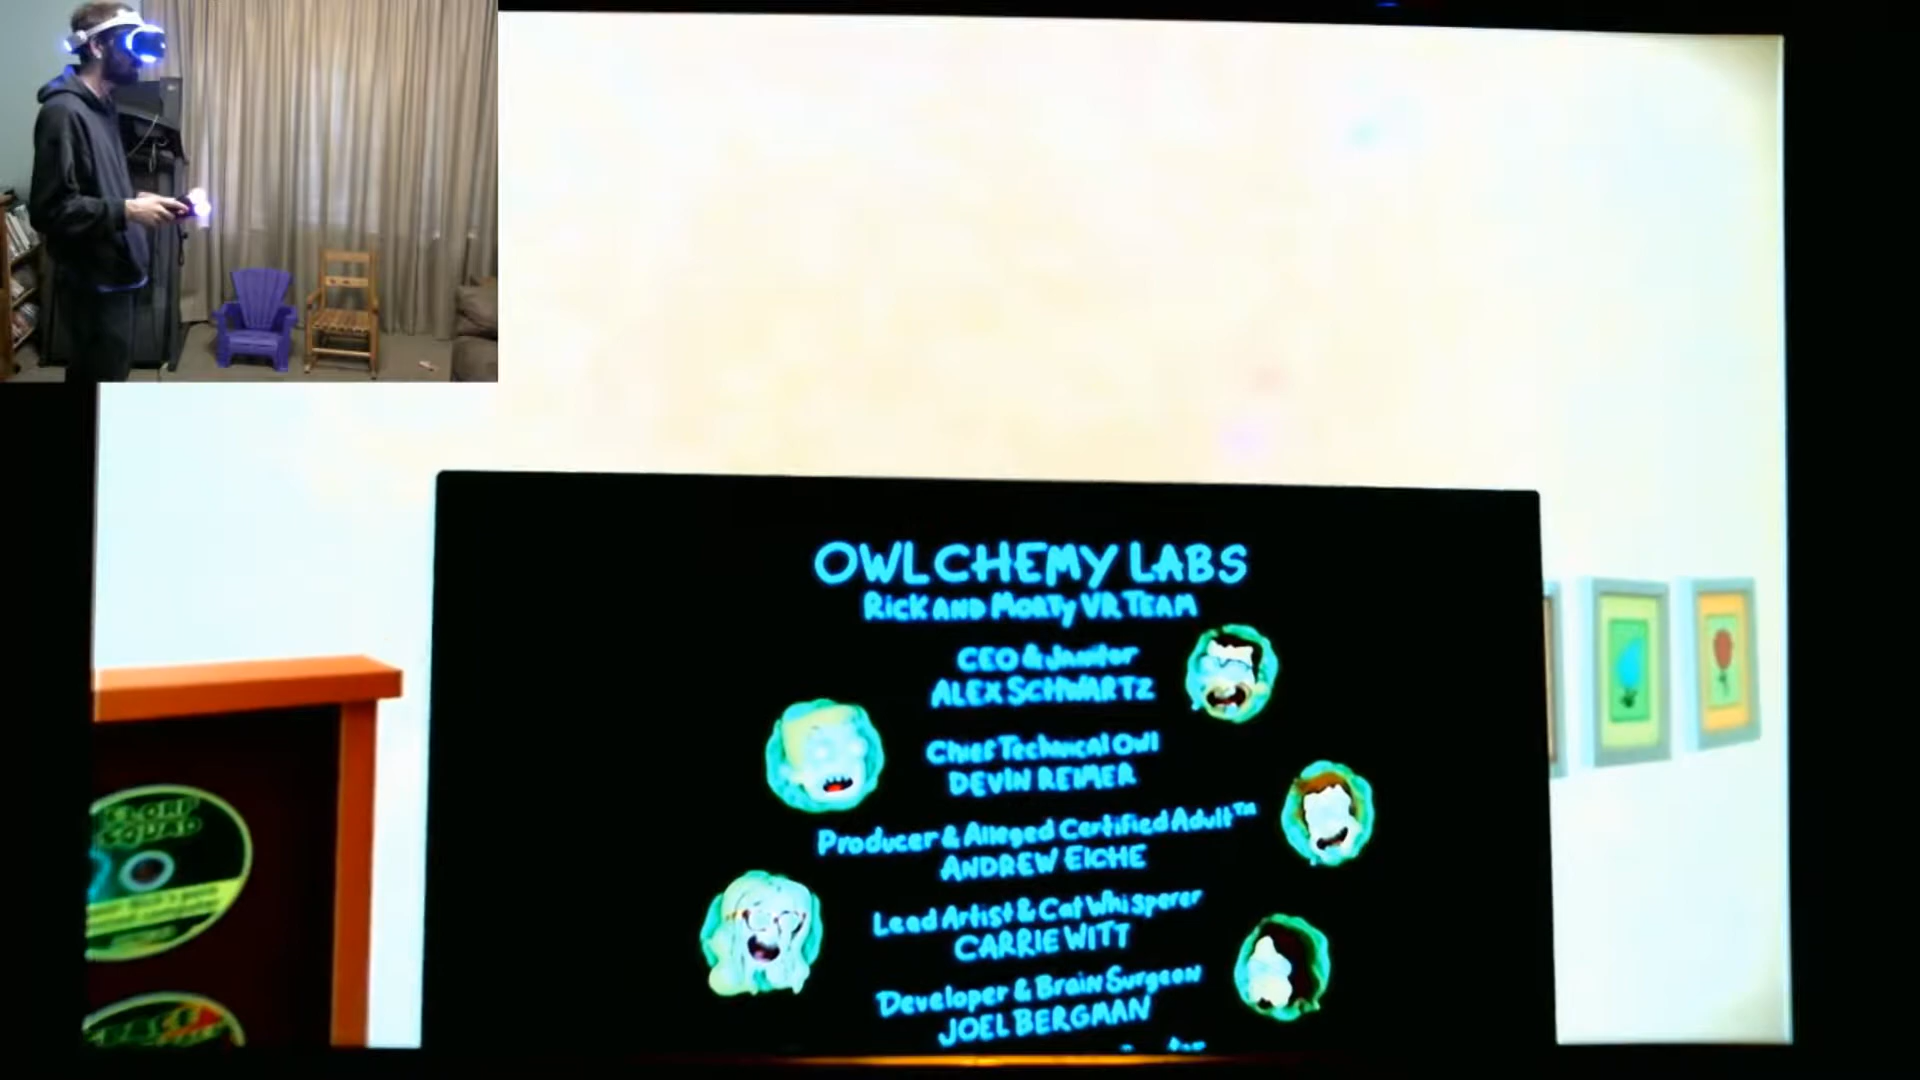 OWLCHEMY LABS
Rick and Morty VR Team
CEO & Janitor
ALEX SCHWARTZ
Chief Technical Owl
DEVIN REIMER
Producer & Alleged Certified Adult™
ANDREW EICHE
Lead Artist & Cat Whisperer
CARRIE WITT
Developer & Brain Surgeon
JOEL BERGMAN
SQUAD